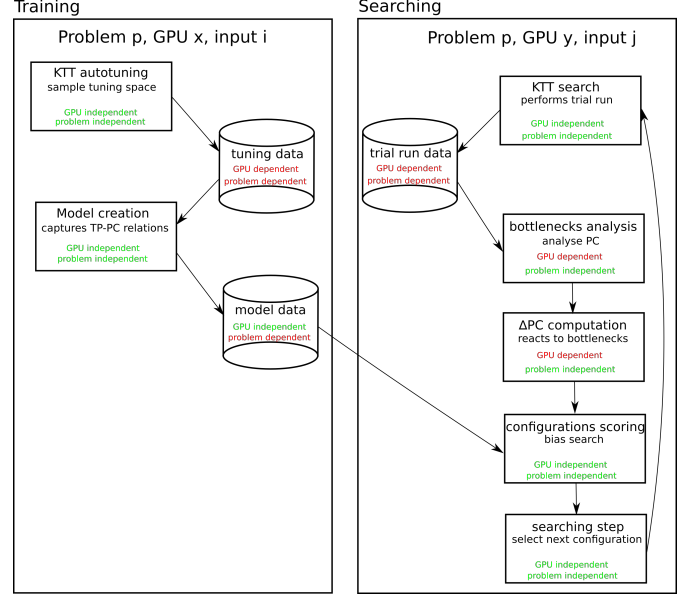 Training
Problem p, GPU x, input i
KTT autotuning
sample tuning space
GPU independent
problem independent
tuning data
GPU dependent
problem dependent
Model creation
captures TP-PC relations
GPU independent
problem independent
model data
GPU independent
problem dependent
Searching
Problem p, GPU y, input j
KTT search
performs trial run
GPU independent
problem independent
trial run data
GPU dependent
problem dependent
bottlenecks analysis
analyse PC
GPU dependent
problem independent
ΔPC computation
reacts to bottlenecks
GPU dependent
problem independent
configurations scoring
bias search
GPU independent
problem independent
searching step
select next configuration
GPU independent
problem independent